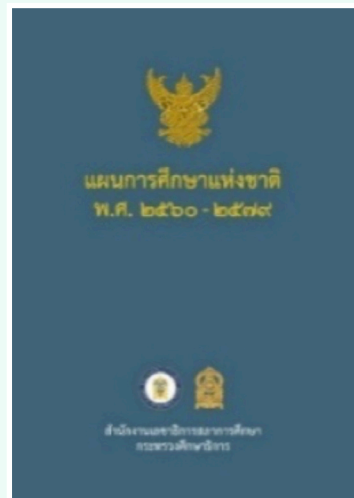 แผนการศึกษาแห่งชาติ
พ.ศ. ๒๕๖๐ - ๒๕๗๙
สำนักงานเลขาธิการสภาการศึกษา
กระทรวงศึกษาธิการ